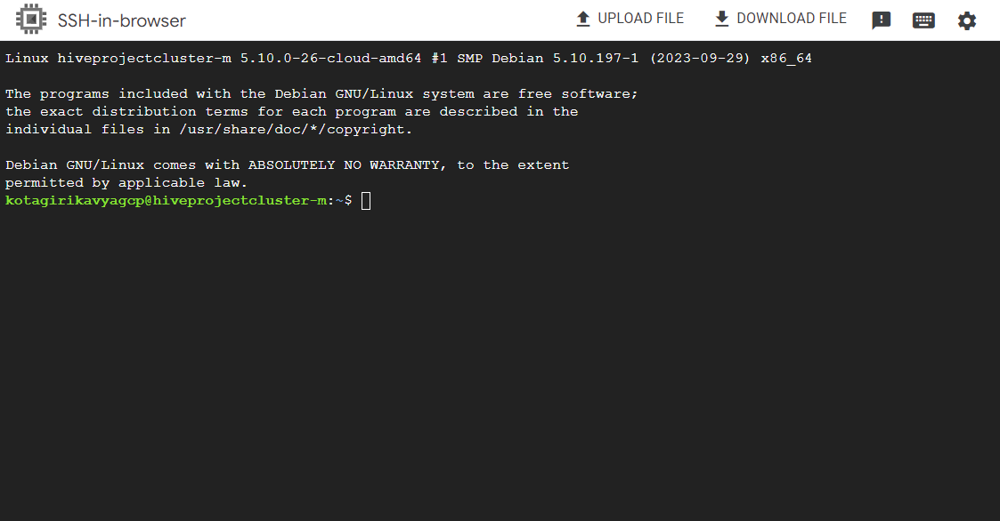 SSH-in-browser
UPLOAD FILE
DOWNLOAD FILE
Linux hiveprojectcluster-m 5.10.0-26-cloud-amd64 #1 SMP Debian 5.10.197-1 (2023-09-29) x86_64
The programs included with the Debian GNU/Linux system are free software;
the exact distribution terms for each program are described in the
individual files in /usr/share/doc/*/copyright.
Debian GNU/Linux comes with ABSOLUTELY NO WARRANTY, to the extent
permitted by applicable law.
kotagirikavyagcp@hiveprojectcluster-m:~$